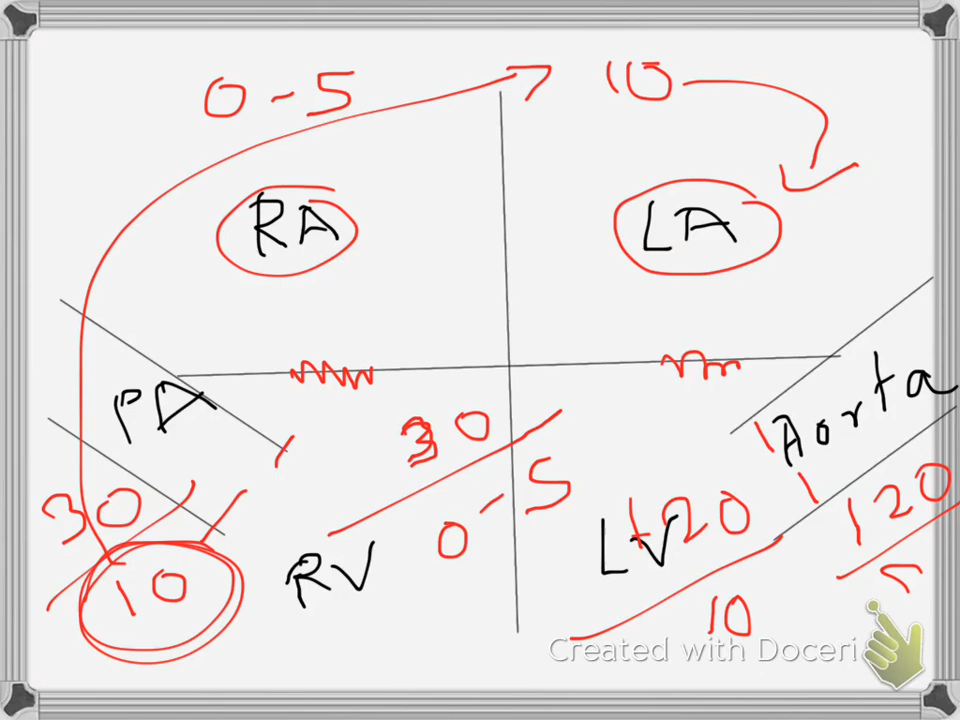 0 - 5
10
RA
LA
PA
Aorta
30
0 - 5
30
10
RV
LV
120
10
120
Created with Doceri